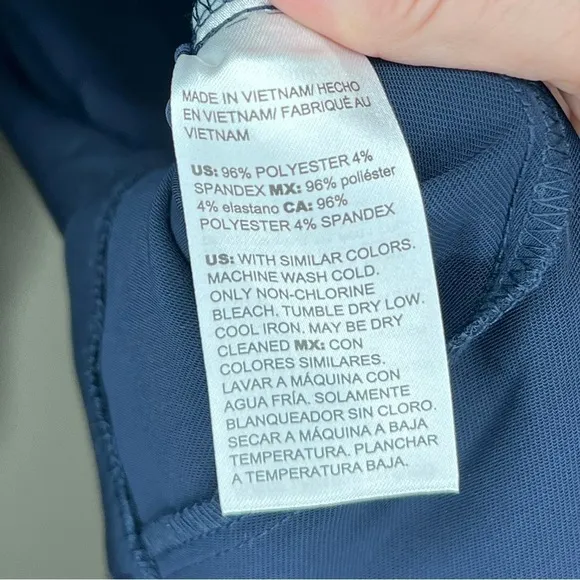 MADE IN VIETNAM/ HECHO
EN VIETNAM/ FABRIQUÉ AU
VIETNAM
US: 96% POLYESTER 4%
SPANDEX MX: 96% poliéster
4% elastano CA: 96%
POLYESTER 4% SPANDEX
US: WITH SIMILAR COLORS.
MACHINE WASH COLD.
ONLY NON-CHLORINE
BLEACH. TUMBLE DRY LOW.
COOL IRON. MAY BE DRY
CLEANED MX: CON
COLORES SIMILARES.
LAVAR A MÁQUINA CON
AGUA FRÍA. SOLAMENTE
BLANQUEADOR SIN CLORO.
SECAR A MÁQUINA A BAJA
TEMPERATURA. PLANCHAR
A TEMPERATURA BAJA.